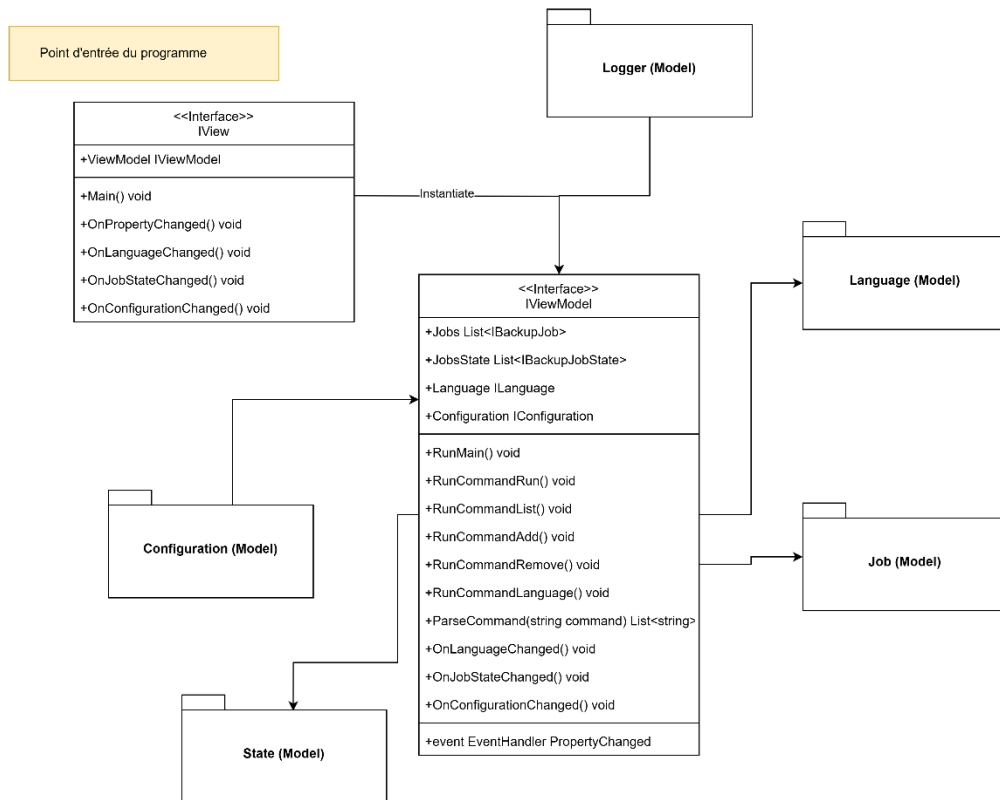 Point d'entrée du programme
Logger (Model)
<<Interface>>
IView
+ViewModel IViewModel
+Main() void
+OnPropertyChanged() void
+OnLanguageChanged() void
+OnJobStateChanged() void
+OnConfigurationChanged() void
Instantiate
Language (Model)
<<Interface>>
IViewModel
+Jobs List<IBackupJob>
+JobsState List<IBackupJobState>
+Language ILanguage
+Configuration IConfiguration
+RunMain() void
+RunCommandRun() void
+RunCommandList() void
+RunCommandAdd() void
+RunCommandRemove() void
+RunCommandLanguage() void
+ParseCommand(string command) List<string>
+OnLanguageChanged() void
+OnJobStateChanged() void
+OnConfigurationChanged() void
+event EventHandler PropertyChanged
Configuration (Model)
Job (Model)
State (Model)